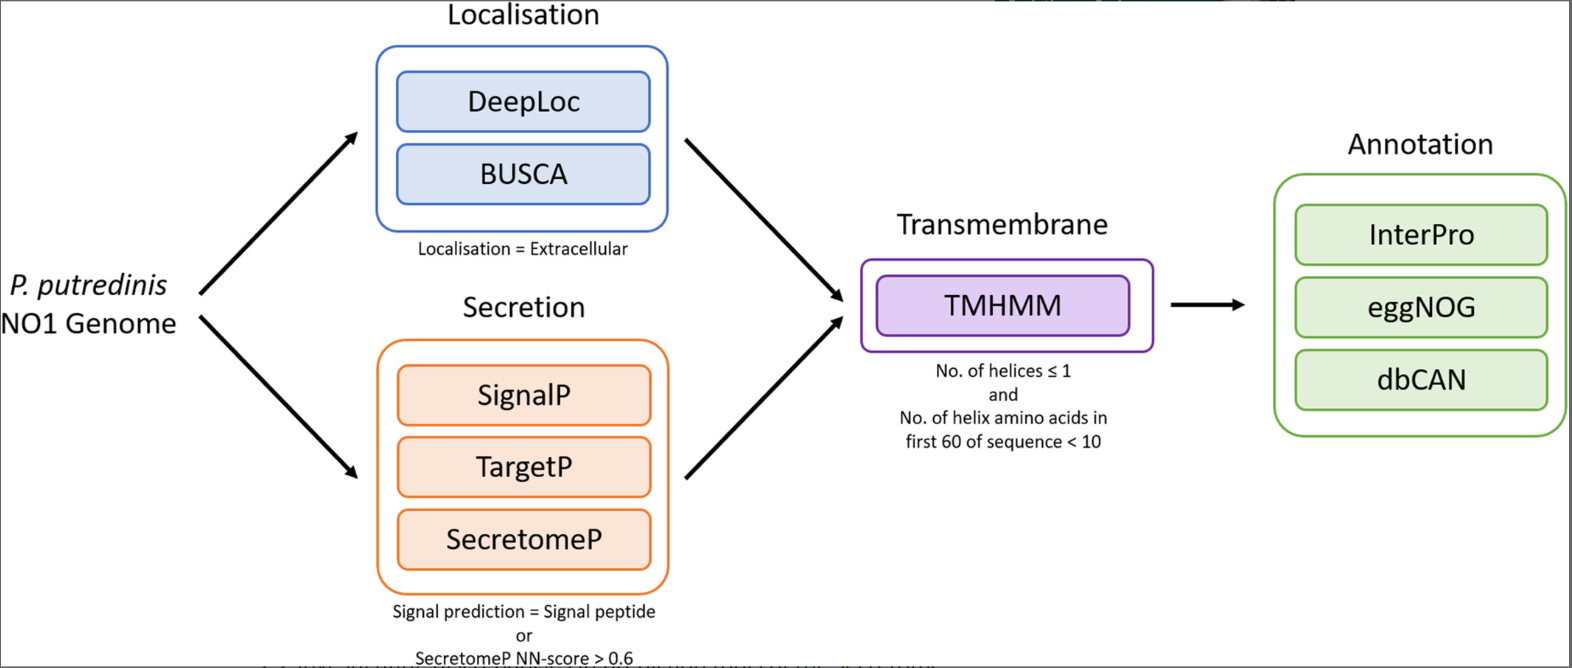 Localisation
DeepLoc
BUSCA
Localisation = Extracellular
P. putredinis
NO1 Genome
Secretion
SignalP
TargetP
SecretomeP
Signal prediction = Signal peptide
or
SecretomeP NN-score > 0.6
Transmembrane
TMHMM
No. of helices ≤ 1
and
No. of helix amino acids in
first 60 of sequence < 10
Annotation
InterPro
eggNOG
dbCAN